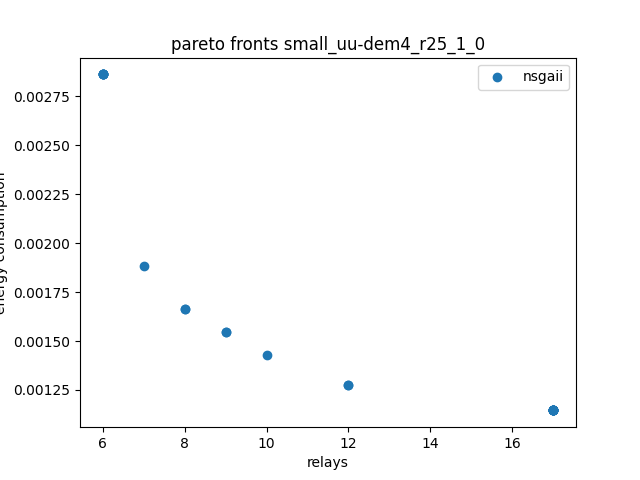 pareto fronts small_uu-dem4_r25_1_0
nsgaii
energy consumption
0.00275
0.00250
0.00225
0.00200
0.00175
0.00150
0.00125
6 8 10 12 14 16
relays